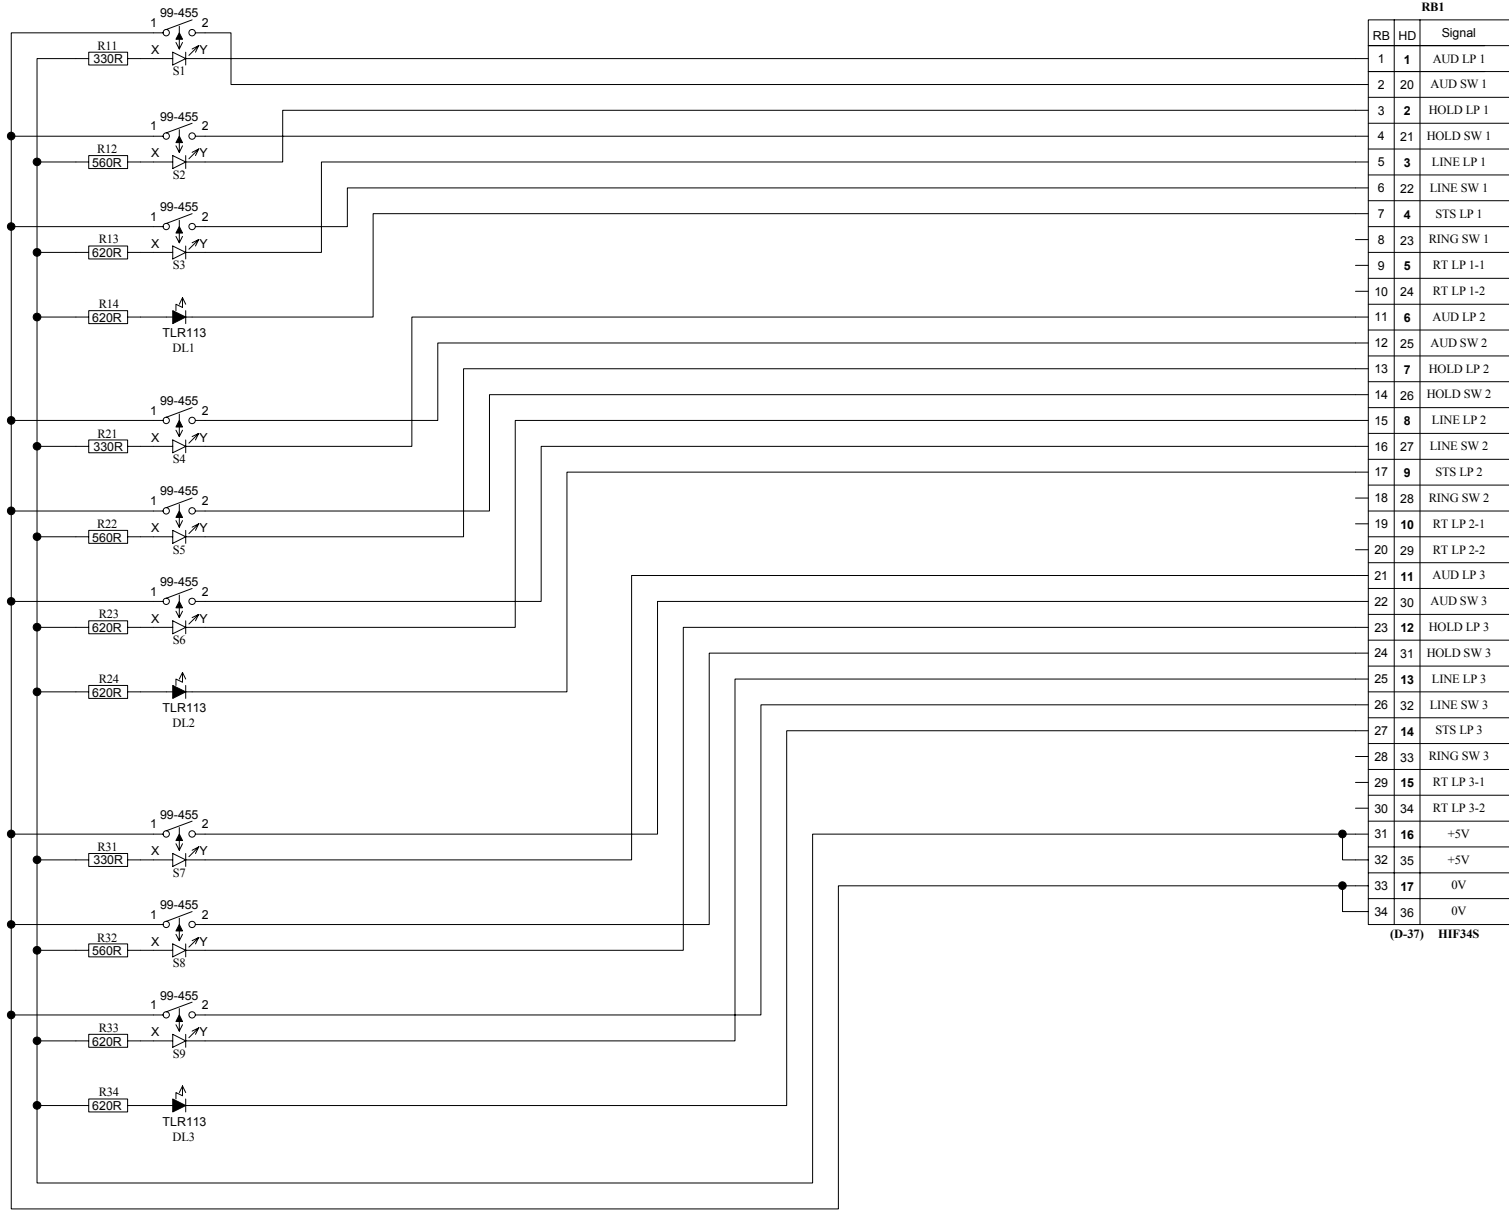 RB1
RB HD Signal
1 1 AUD LP 1
2 20 AUD SW 1
3 2 HOLD LP 1
4 21 HOLD SW 1
5 3 LINE LP 1
6 22 LINE SW 1
7 4 STS LP 1
8 23 RING SW 1
9 5 RT LP 1-1
10 24 RT LP 1-2
11 6 AUD LP 2
12 25 AUD SW 2
13 7 HOLD LP 2
14 26 HOLD SW 2
15 8 LINE LP 2
16 27 LINE SW 2
17 9 STS LP 2
18 28 RING SW 2
19 10 RT LP 2-1
20 29 RT LP 2-2
21 11 AUD LP 3
22 30 AUD SW 3
23 12 HOLD LP 3
24 31 HOLD SW 3
25 13 LINE LP 3
26 32 LINE SW 3
27 14 STS LP 3
28 33 RING SW 3
29 15 RT LP 3-1
30 34 RT LP 3-2
31 16 +5V
32 35 +5V
33 17 0V
34 36 0V
(D-37) HIF34S
99-455
1 2
R11
330R
X Y
S1
99-455
1 2
R12
560R
X Y
S2
99-455
1 2
R13
620R
X Y
S3
R14
620R
TLR113
DL1
99-455
1 2
R21
330R
X Y
S4
99-455
1 2
R22
560R
X Y
S5
99-455
1 2
R23
620R
X Y
S6
R24
620R
TLR113
DL2
99-455
1 2
R31
330R
X Y
S7
99-455
1 2
R32
560R
X Y
S8
99-455
1 2
R33
620R
X Y
S9
R34
620R
TLR113
DL3